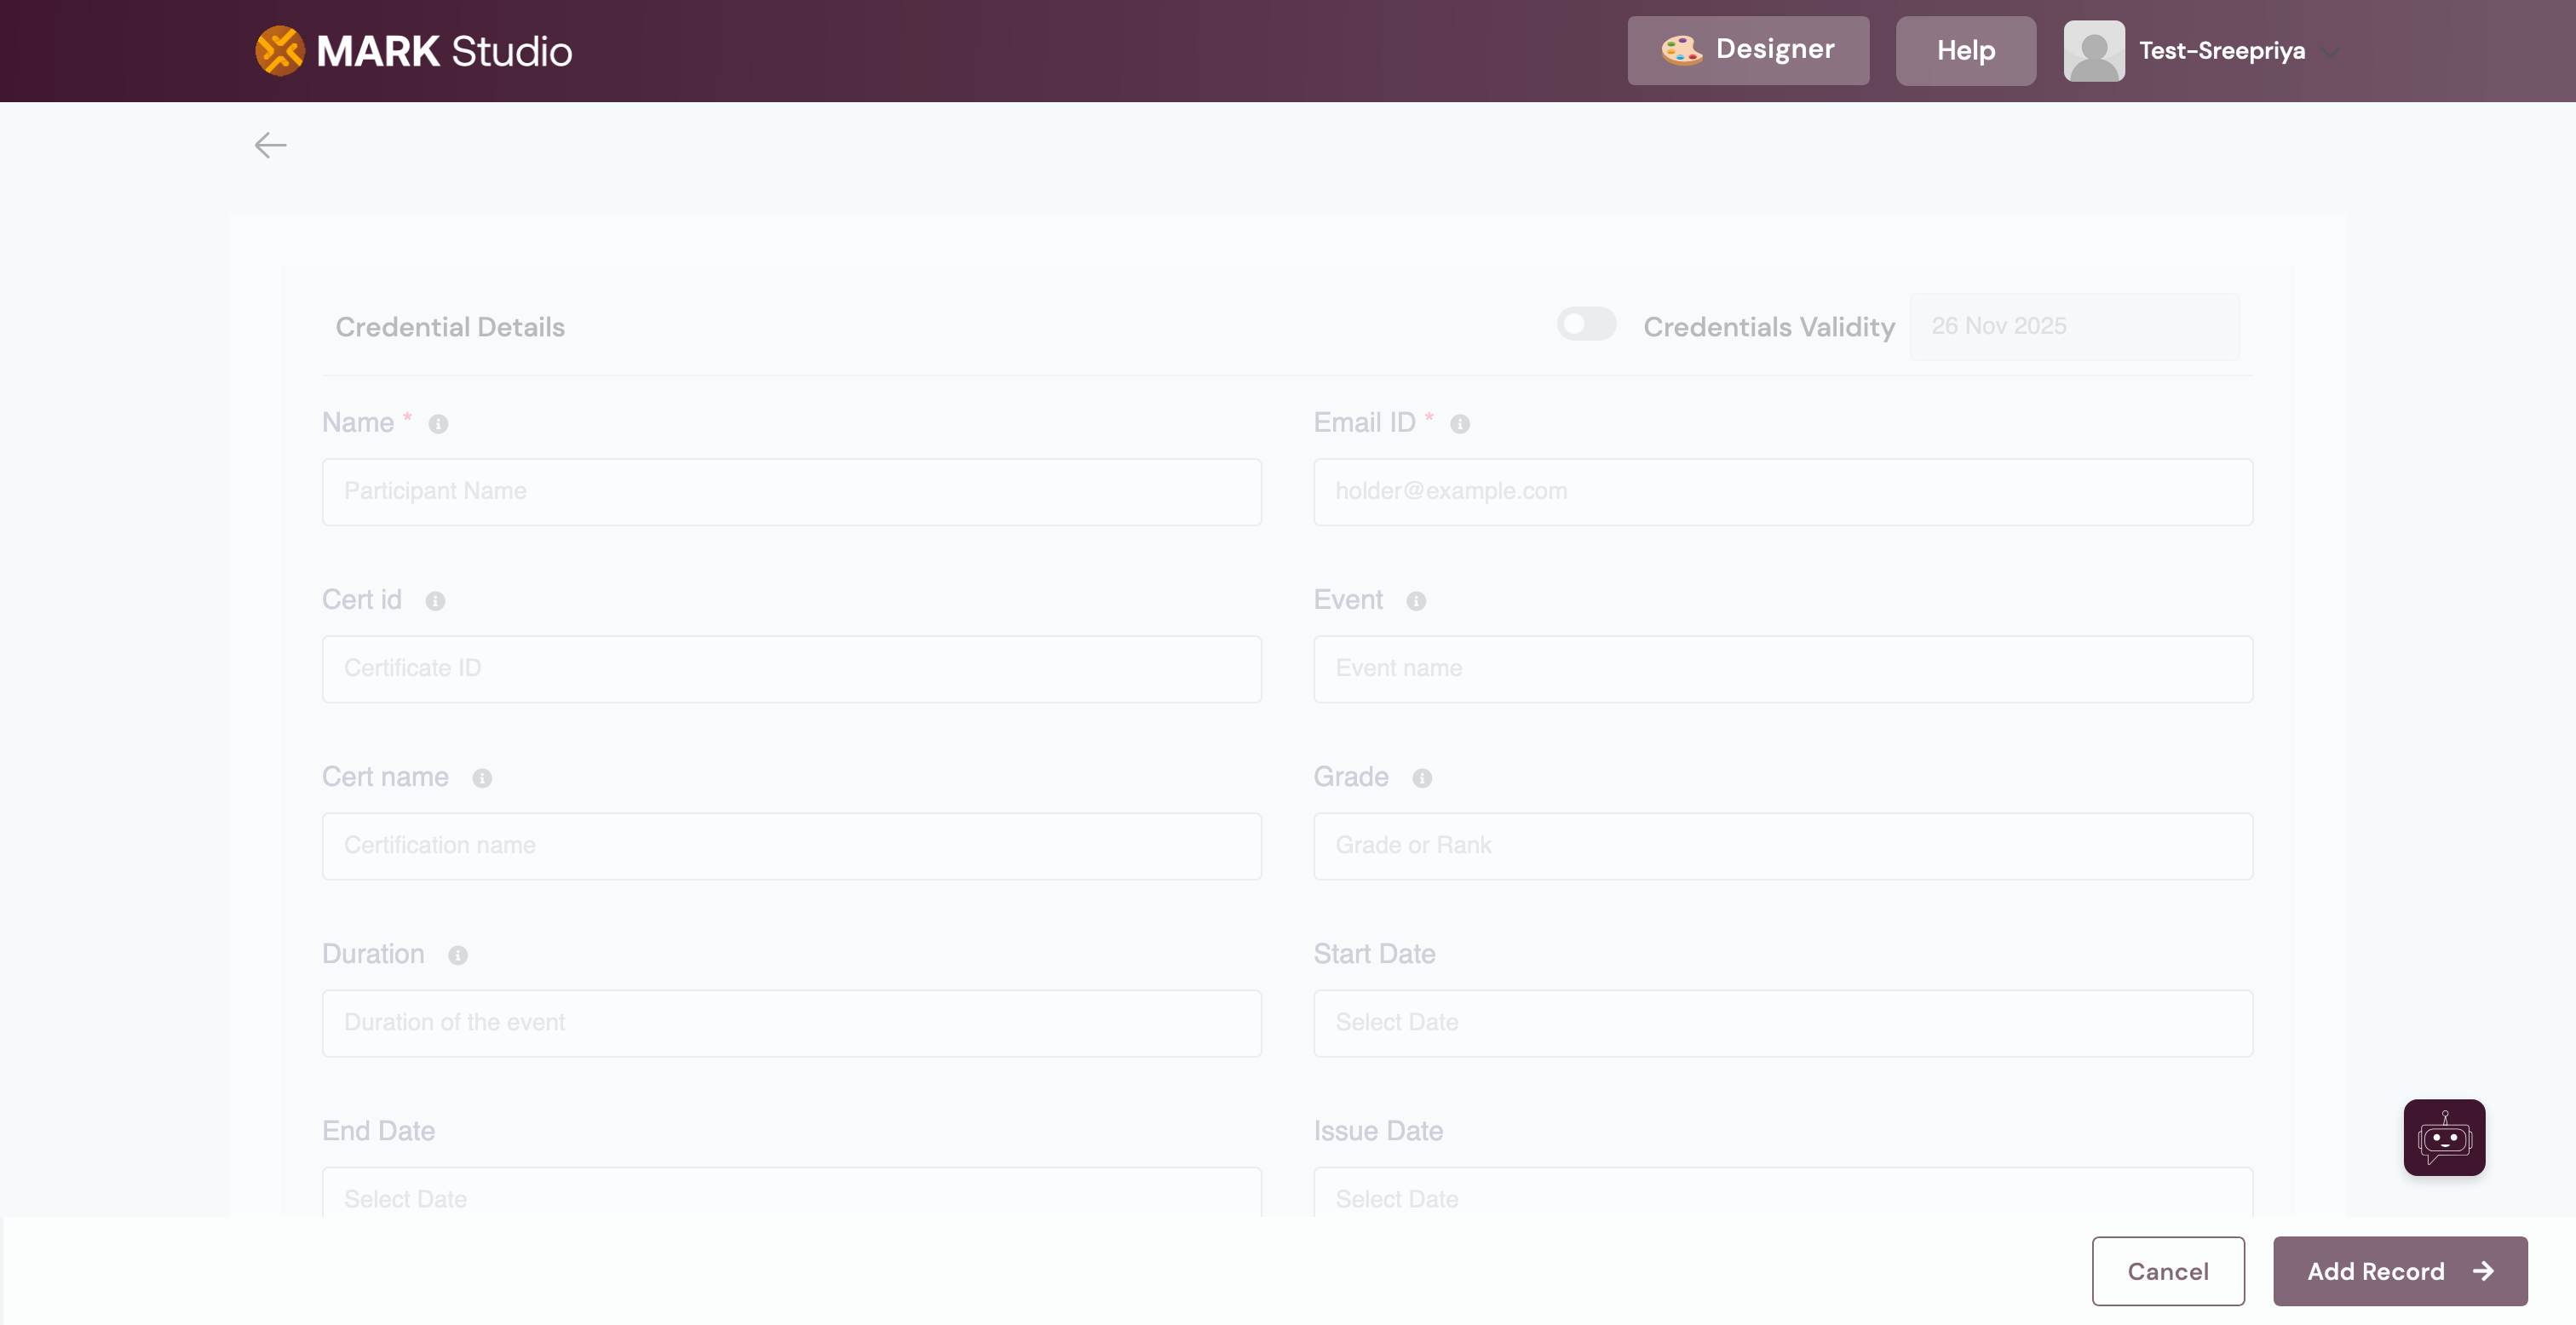 MARK Studio
Designer
Help
Test-Sreepriya
Credential Details
Credentials Validity
26 Nov 2025
Name *
Email ID *
Participant Name
holder@example.com
Cert id
Event
Certificate ID
Event name
Cert name
Grade
Certification name
Grade or Rank
Duration
Start Date
Duration of the event
Select Date
End Date
Issue Date
Select Date
Select Date
Cancel
Add Record